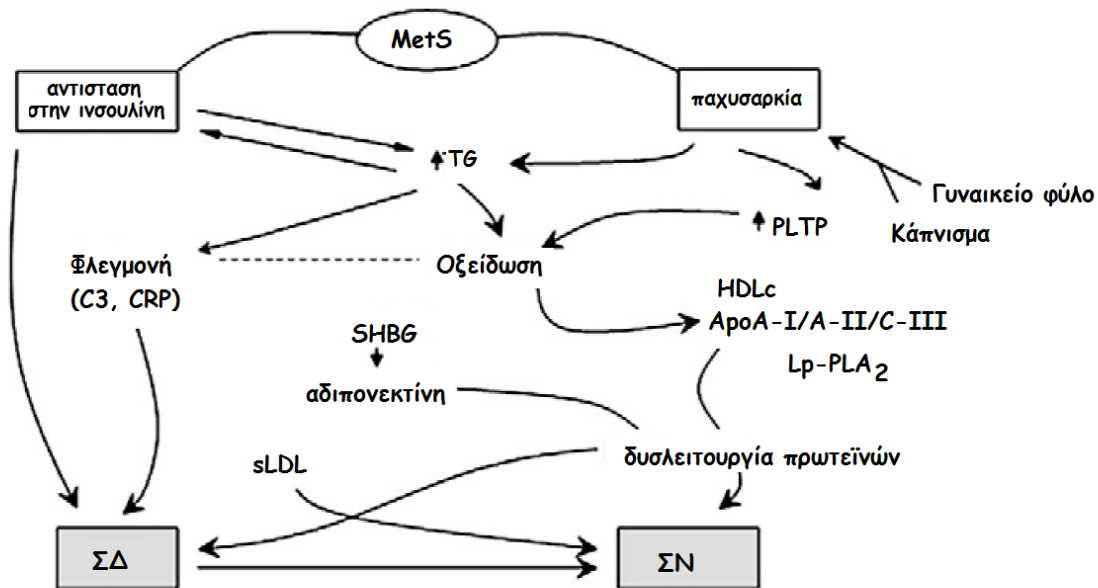 MetS
αντισταση
στην ινσουλίνη
παχυσαρκία
TG
Γυναικείο φύλο
PLTP
Κάπνισμα
Φλεγμονή
(C3, CRP)
Οξείδωση
HDLc
ApoA-I/A-II/C-III
SHBG
Lp-PLA2
αδιπονεκτίνη
sLDL
δυσλειτουργία πρωτεϊνών
ΣΔ
ΣΝ